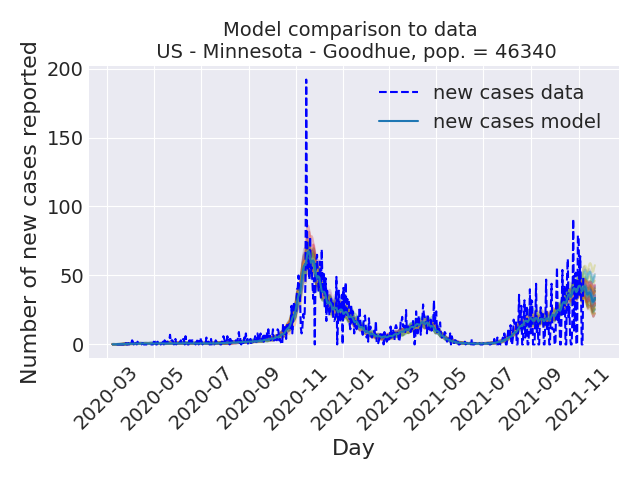 Model comparison to data
US - Minnesota - Goodhue, pop. = 46340
Number of new cases reported
200
150
100
50
0
new cases data
new cases model
2020-03
2020-05
2020-07
2020-09
2020-11
2021-01
2021-03
2021-05
2021-07
2021-09
2021-11
Day